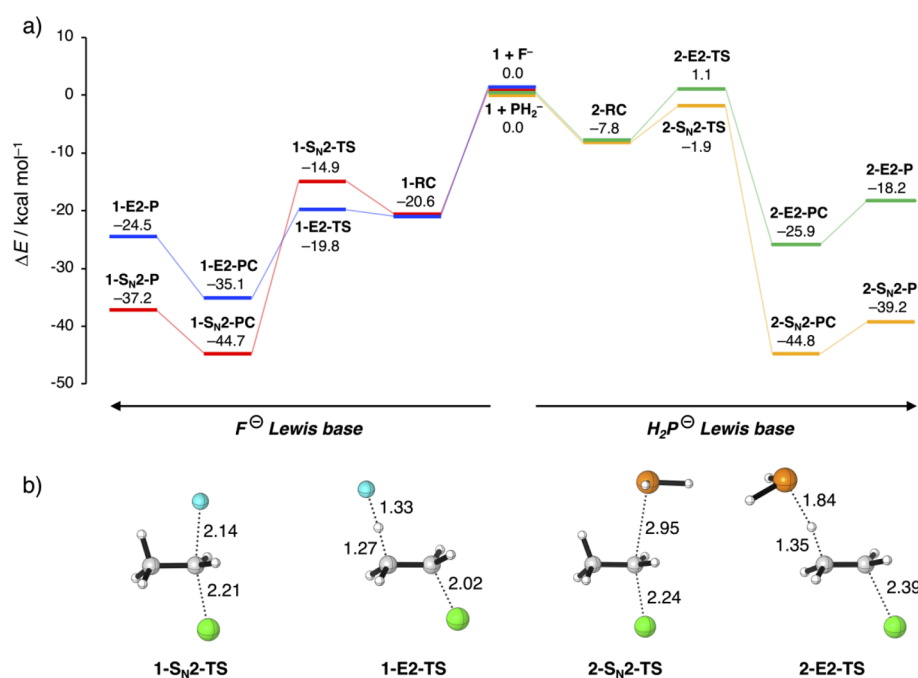 a)
10
0
-10
-20
-30
-40
-50
ΔE / kcal mol⁻¹
1-E2-P
−24.5
1-SN2-P
−37.2
1-E2-PC
−35.1
1-SN2-PC
−44.7
1-SN2-TS
−14.9
1-E2-TS
−19.8
1-RC
−20.6
1 + F⁻
0.0
1 + PH₂⁻
0.0
2-RC
−7.8
2-E2-TS
1.1
2-SN2-TS
−1.9
2-E2-PC
−25.9
2-E2-P
−18.2
2-SN2-PC
−44.8
2-SN2-P
−39.2
F⊖ Lewis base
H₂P⊖ Lewis base
b)
2.14
2.21
1-SN2-TS
1.33
1.27
2.02
1-E2-TS
2.95
2.24
2-SN2-TS
1.84
1.35
2.39
2-E2-TS